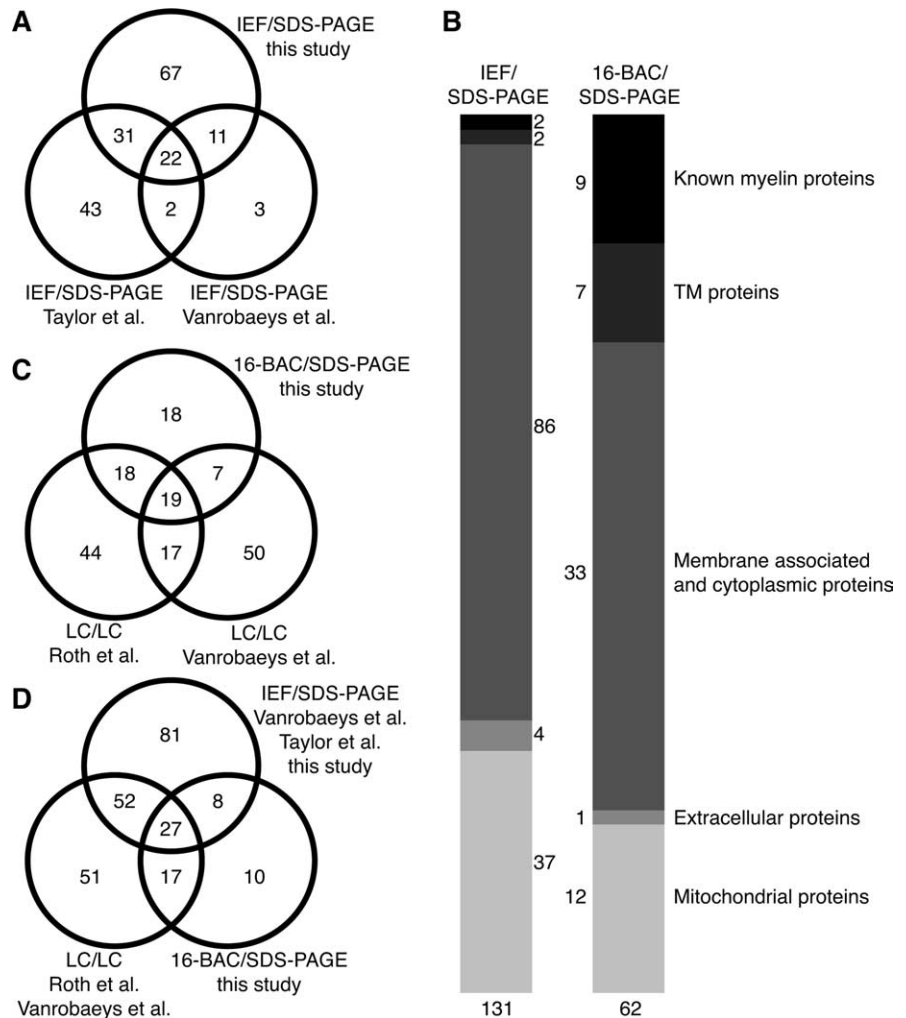 A
IEF/SDS-PAGE
this study
67
31
11
22
43
2
3
IEF/SDS-PAGE
Taylor et al.
IEF/SDS-PAGE
Vanrobaeys et al.
C
16-BAC/SDS-PAGE
this study
18
18
7
19
44
17
50
LC/LC
Roth et al.
LC/LC
Vanrobaeys et al.
D
IEF/SDS-PAGE
Vanrobaeys et al.
Taylor et al.
this study
81
52
8
27
51
17
10
LC/LC
Roth et al.
Vanrobaeys et al.
16-BAC/SDS-PAGE
this study
B
IEF/
SDS-PAGE
16-BAC/
SDS-PAGE
2
2
86
4
37
131
9
Known myelin proteins
7
TM proteins
33
Membrane associated
and cytoplasmic proteins
1
Extracellular proteins
12
Mitochondrial proteins
62